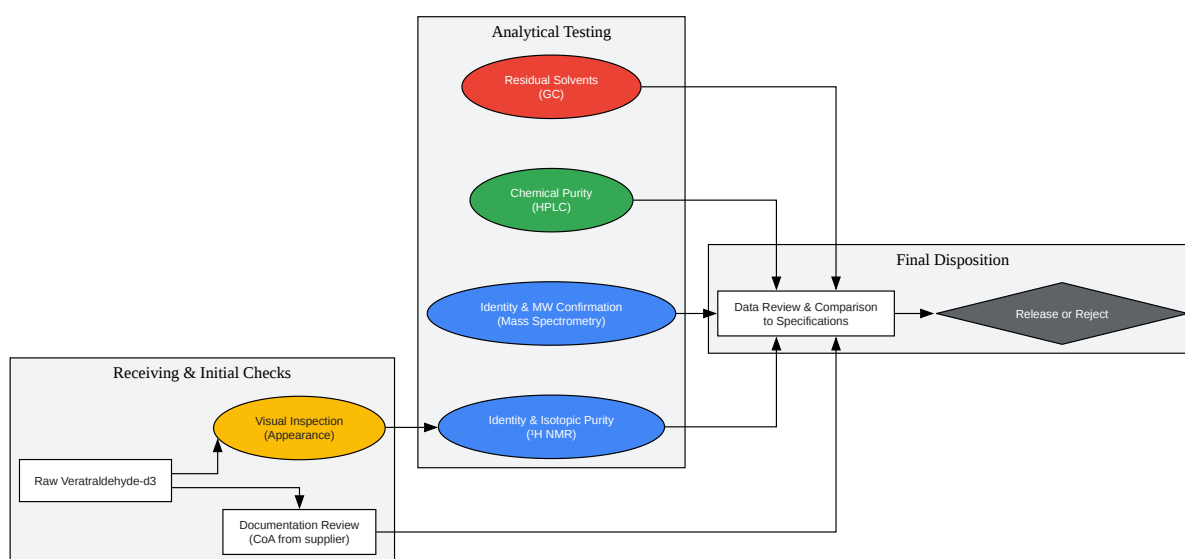 Analytical Testing
Residual Solvents
(GC)
Chemical Purity
(HPLC)
Identity & MW Confirmation
(Mass Spectrometry)
Identity & Isotopic Purity
(¹H NMR)
Final Disposition
Data Review & Comparison
to Specifications
Release or Reject
Receiving & Initial Checks
Visual Inspection
(Appearance)
Raw Veratraldehyde-d3
Documentation Review
(CoA from supplier)